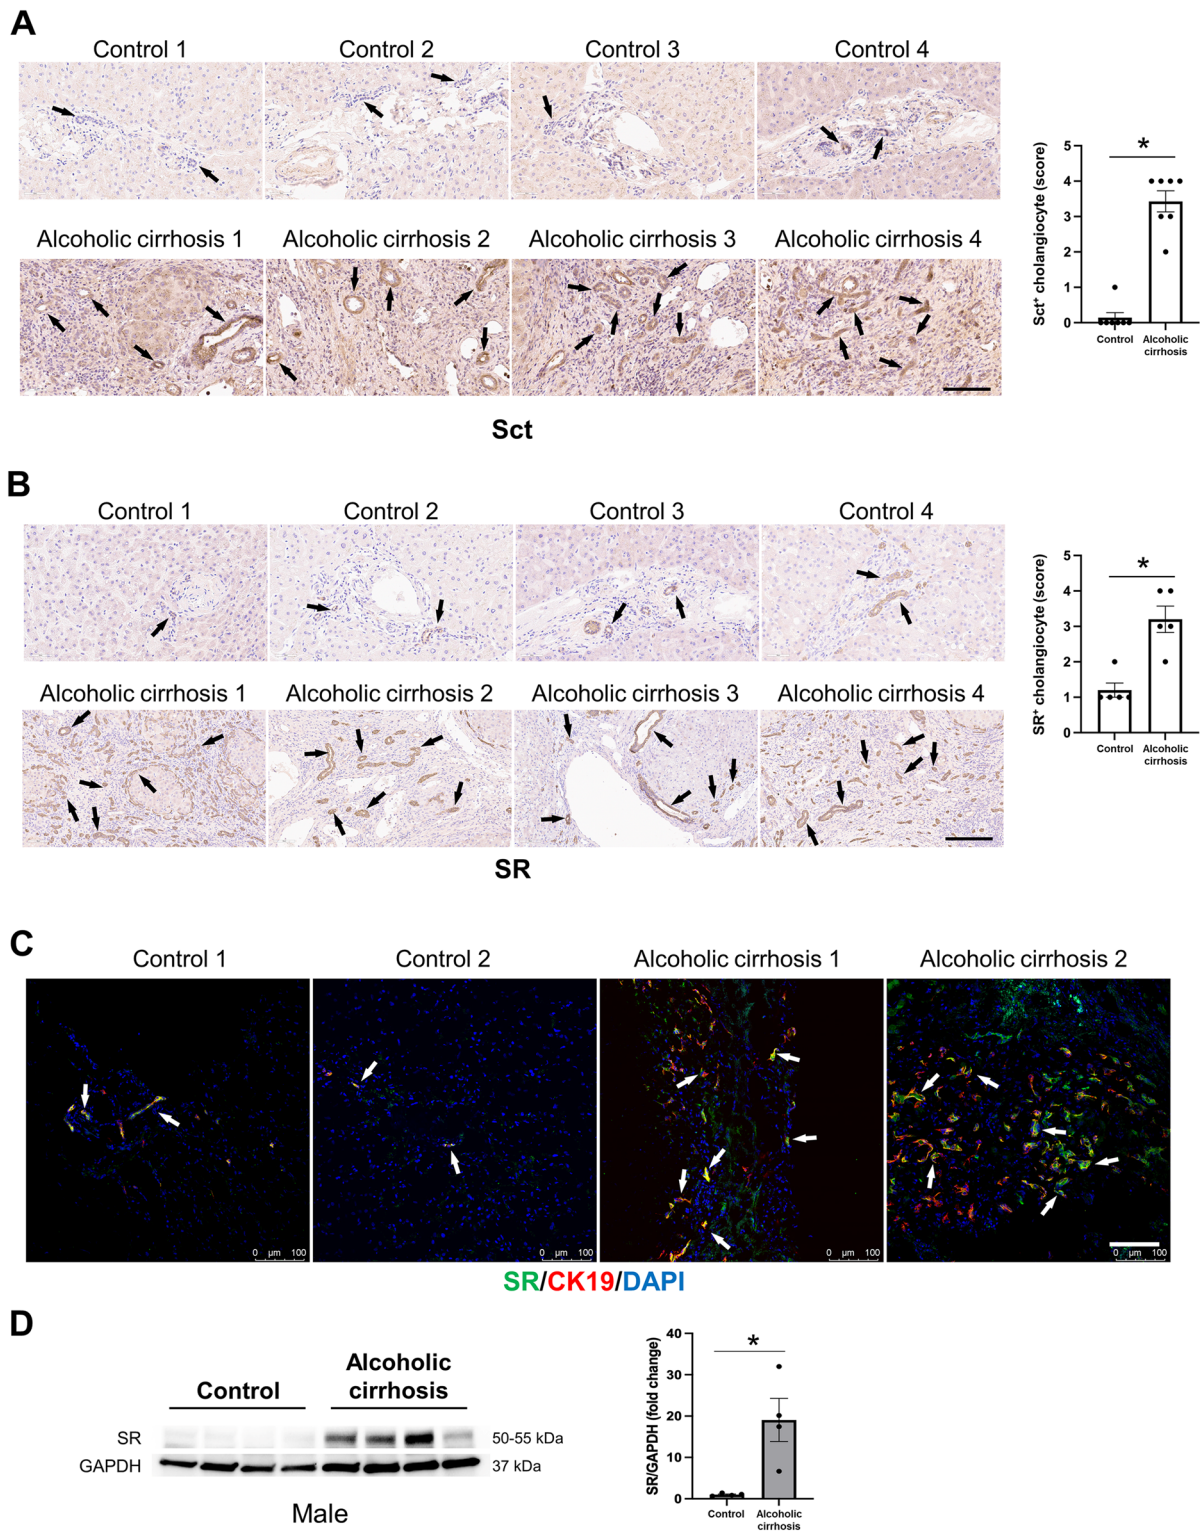 A
Control 1
Control 2
Control 3
Control 4
Alcoholic cirrhosis 1
Alcoholic cirrhosis 2
Alcoholic cirrhosis 3
Alcoholic cirrhosis 4
Sct
Sct⁺ cholangiocyte (score)
5
4
3
2
1
0
*
Control
Alcoholic
cirrhosis
B
Control 1
Control 2
Control 3
Control 4
Alcoholic cirrhosis 1
Alcoholic cirrhosis 2
Alcoholic cirrhosis 3
Alcoholic cirrhosis 4
SR
SR⁺ cholangiocyte (score)
5
4
3
2
1
0
*
Control
Alcoholic
cirrhosis
C
Control 1
Control 2
Alcoholic cirrhosis 1
Alcoholic cirrhosis 2
0 µm 100
0 µm 100
0 µm 100
0 µm 100
SR/CK19/DAPI
D
Control
Alcoholic
cirrhosis
SR
50-55 kDa
GAPDH
37 kDa
Male
SR/GAPDH (fold change)
40
30
20
10
0
*
Control
Alcoholic
cirrhosis